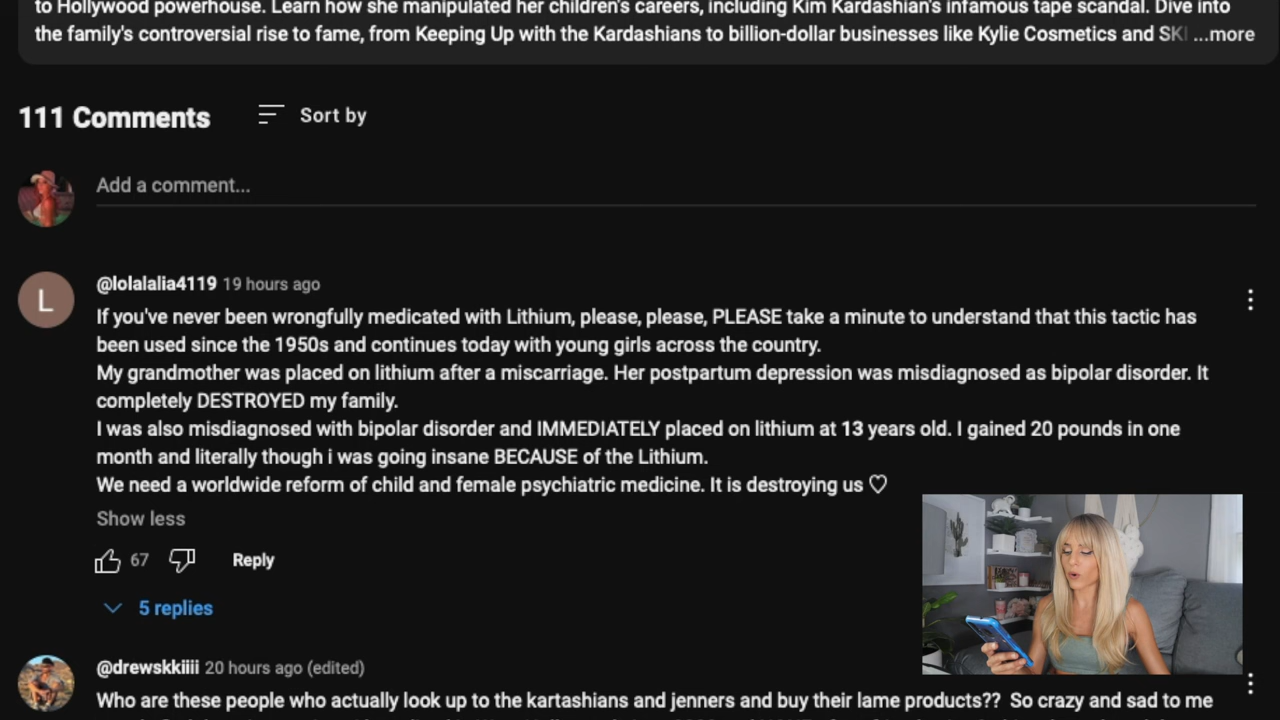 to Hollywood powerhouse. Learn how she manipulated her children's careers, including Kim Kardashian's infamous tape scandal. Dive into
the family's controversial rise to fame, from Keeping Up with the Kardashians to billion-dollar businesses like Kylie Cosmetics and SKI ...more
111 Comments Sort by
Add a comment...
L
@lolalalia4119 19 hours ago
If you've never been wrongfully medicated with Lithium, please, please, PLEASE take a minute to understand that this tactic has
been used since the 1950s and continues today with young girls across the country.
My grandmother was placed on lithium after a miscarriage. Her postpartum depression was misdiagnosed as bipolar disorder. It
completely DESTROYED my family.
I was also misdiagnosed with bipolar disorder and IMMEDIATELY placed on lithium at 13 years old. I gained 20 pounds in one
month and literally though i was going insane BECAUSE of the Lithium.
We need a worldwide reform of child and female psychiatric medicine. It is destroying us ♡
Show less
67 Reply
5 replies
@drewskkiiii 20 hours ago (edited)
Who are these people who actually look up to the kartashians and jenners and buy their lame products?? So crazy and sad to me